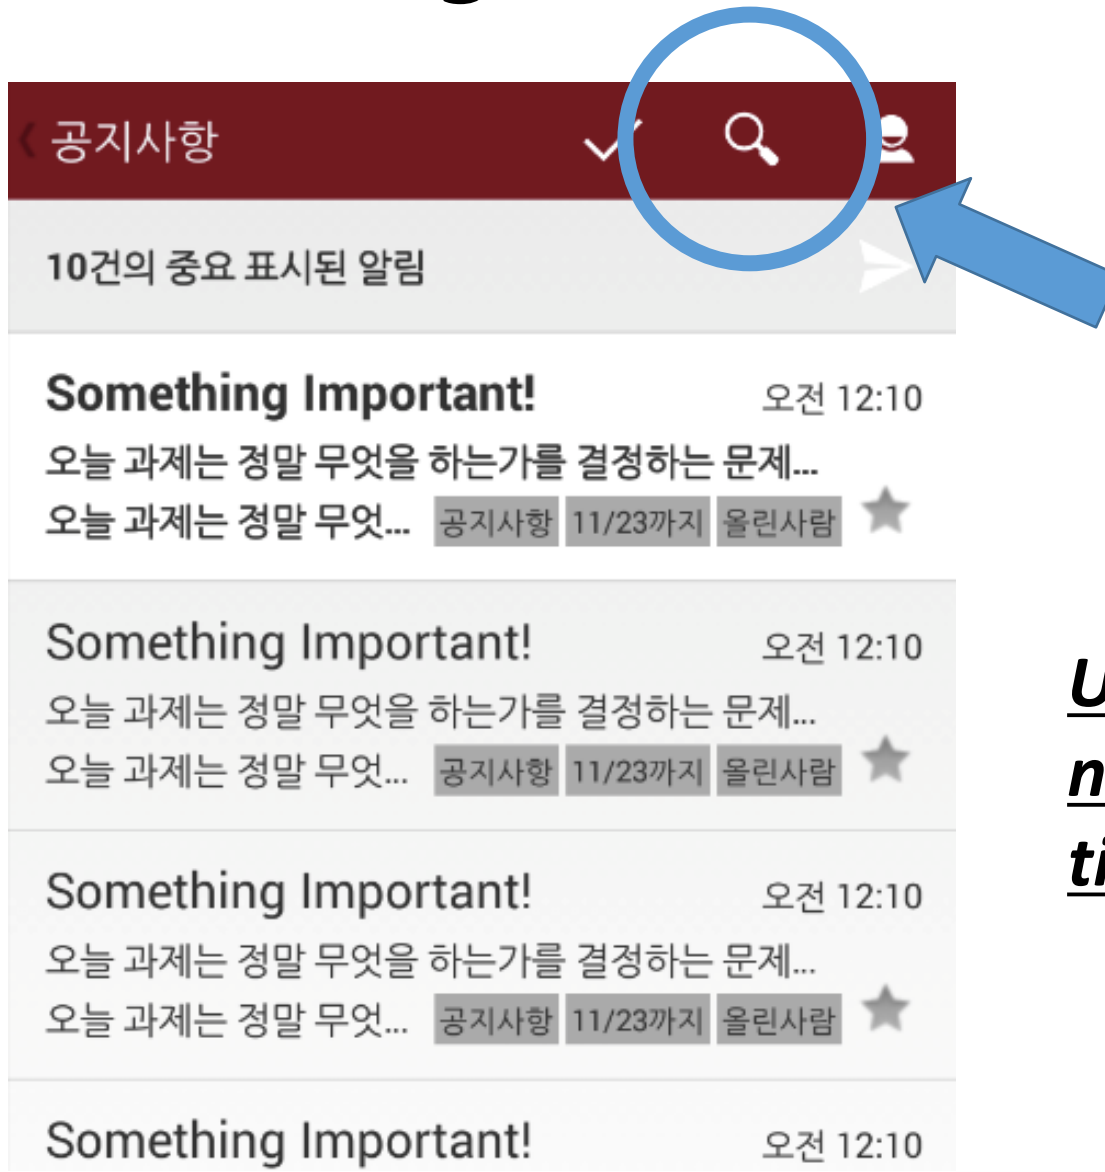 공지사항
10건의 중요 표시된 알림
Something Important!
오전 12:10
오늘 과제는 정말 무엇을 하는가를 결정하는 문제...
오늘 과제는 정말 무엇... 공지사항 11/23까지 올린사람
Something Important!
오전 12:10
오늘 과제는 정말 무엇을 하는가를 결정하는 문제...
오늘 과제는 정말 무엇... 공지사항 11/23까지 올린사람
Something Important!
오전 12:10
오늘 과제는 정말 무엇을 하는가를 결정하는 문제...
오늘 과제는 정말 무엇... 공지사항 11/23까지 올린사람
Something Important!
오전 12:10